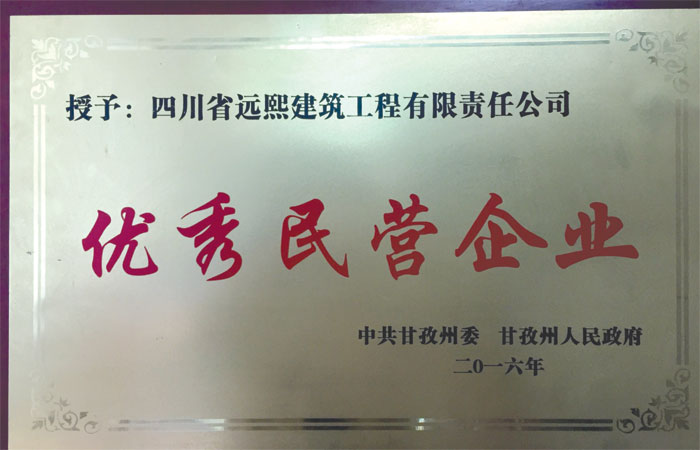 授予：四川省远熙建筑工程有限责任公司
优秀民营企业
中共甘孜州委 甘孜州人民政府
二0一六年